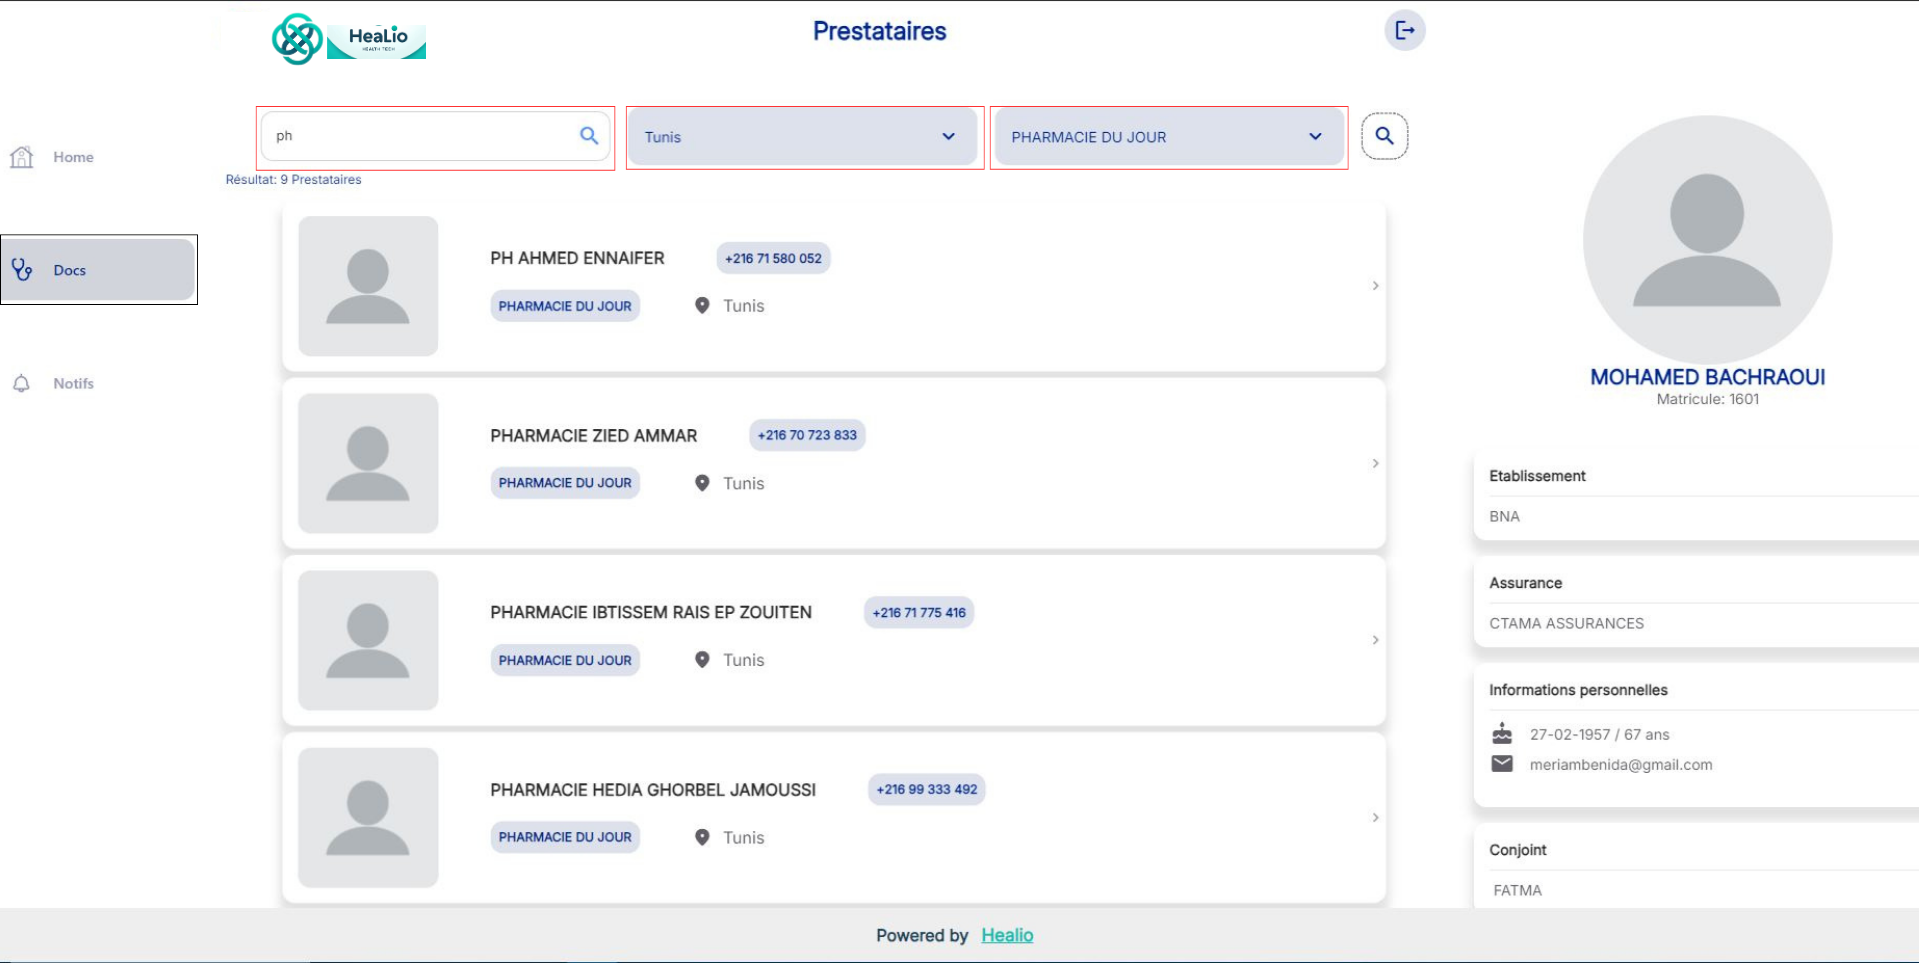 HeaLio
HEALTH TECH
Prestataires
ph
Tunis
PHARMACIE DU JOUR
Résultat: 9 Prestataires
Home
Docs
Notifs
PH AHMED ENNAIFER
+216 71 580 052
PHARMACIE DU JOUR
Tunis
PHARMACIE ZIED AMMAR
+216 70 723 833
PHARMACIE DU JOUR
Tunis
PHARMACIE IBTISSEM RAIS EP ZOUITEN
+216 71 775 416
PHARMACIE DU JOUR
Tunis
PHARMACIE HEDIA GHORBEL JAMOUSSI
+216 99 333 492
PHARMACIE DU JOUR
Tunis
MOHAMED BACHRAOUI
Matricule: 1601
Etablissement
BNA
Assurance
CTAMA ASSURANCES
Informations personnelles
27-02-1957 / 67 ans
meriambenida@gmail.com
Conjoint
FATMA
Powered by Healio